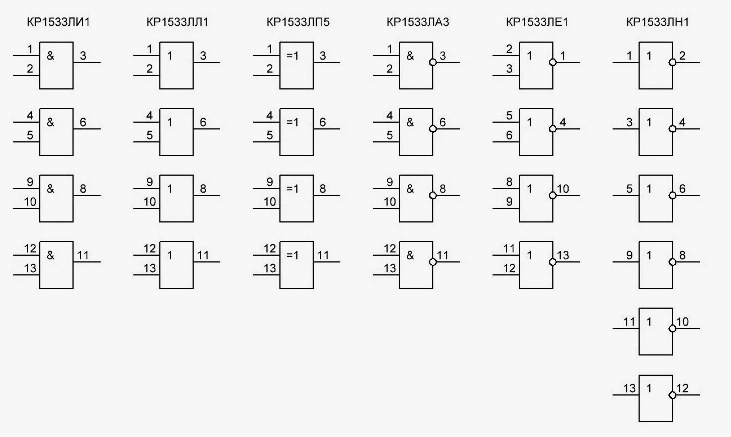 КР1533ЛИ1 КР1533ЛЛ1 КР1533ЛП5 КР1533ЛА3 КР1533ЛЕ1 КР1533ЛН1
1 & 3 1 1 3 1 =1 3 1 & 3 2 1 1 1 1 2
2 2 2 2 3
4 & 6 4 1 6 4 =1 6 4 & 6 5 1 4 3 1 4
5 5 5 5 6
9 & 8 9 1 8 9 =1 8 9 & 8 8 1 10 5 1 6
10 10 10 10 9
12 & 11 12 1 11 12 =1 11 12 & 11 11 1 13 9 1 8
13 13 13 13 12
11 1 10
13 1 12